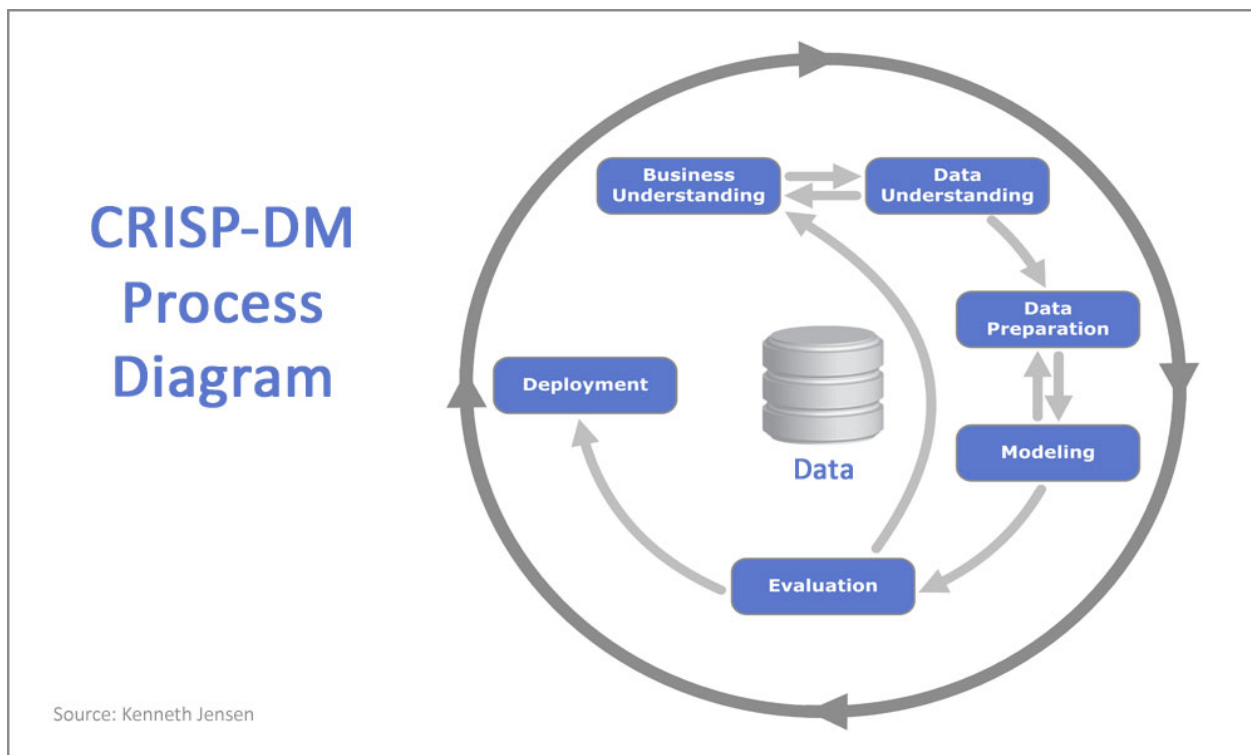 CRISP-DM
Process
Diagram
Business
Understanding
Data
Understanding
Data
Preparation
Modeling
Evaluation
Deployment
Data
Source: Kenneth Jensen